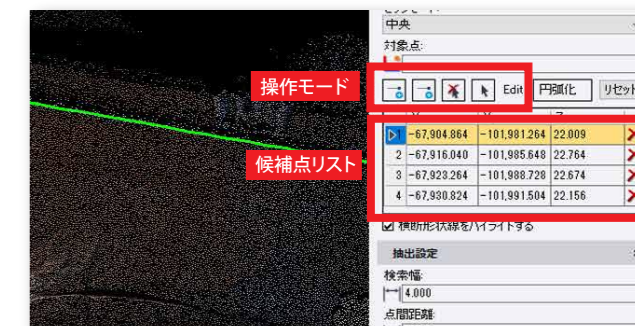 中央
対象点:
操作モード
Edit 円弧化 リセット
候補点リスト
1 -67,904.864 -101,981.264 22.009
2 -67,916.040 -101,985.648 22.764
3 -67,923.264 -101,988.728 22.674
4 -67,930.824 -101,991.504 22.156
横断形状線をハイライトする
抽出設定
検索幅:
4.000
点間距離: